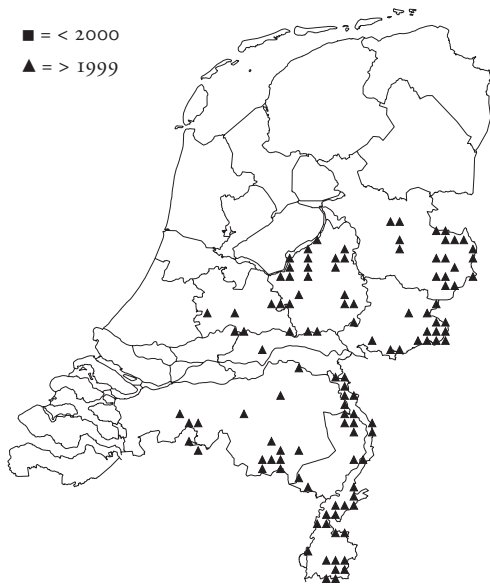 ■ = < 2000
▲ = > 1999